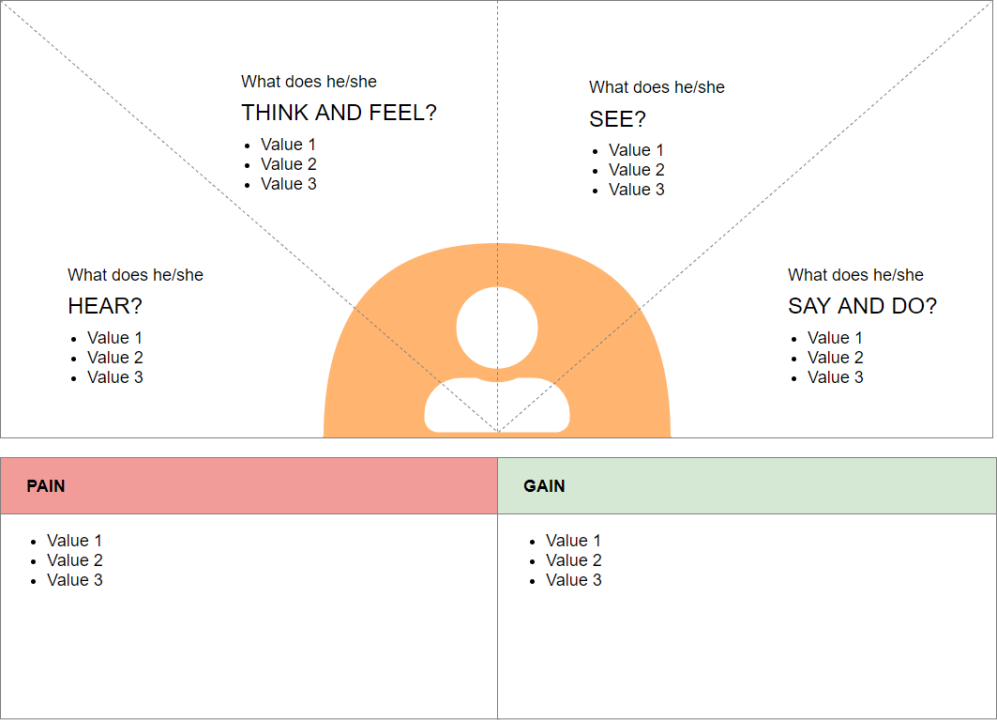 What does he/she
THINK AND FEEL?
• Value 1
• Value 2
• Value 3
What does he/she
SEE?
• Value 1
• Value 2
• Value 3
What does he/she
HEAR?
• Value 1
• Value 2
• Value 3
What does he/she
SAY AND DO?
• Value 1
• Value 2
• Value 3
PAIN
• Value 1
• Value 2
• Value 3
GAIN
• Value 1
• Value 2
• Value 3